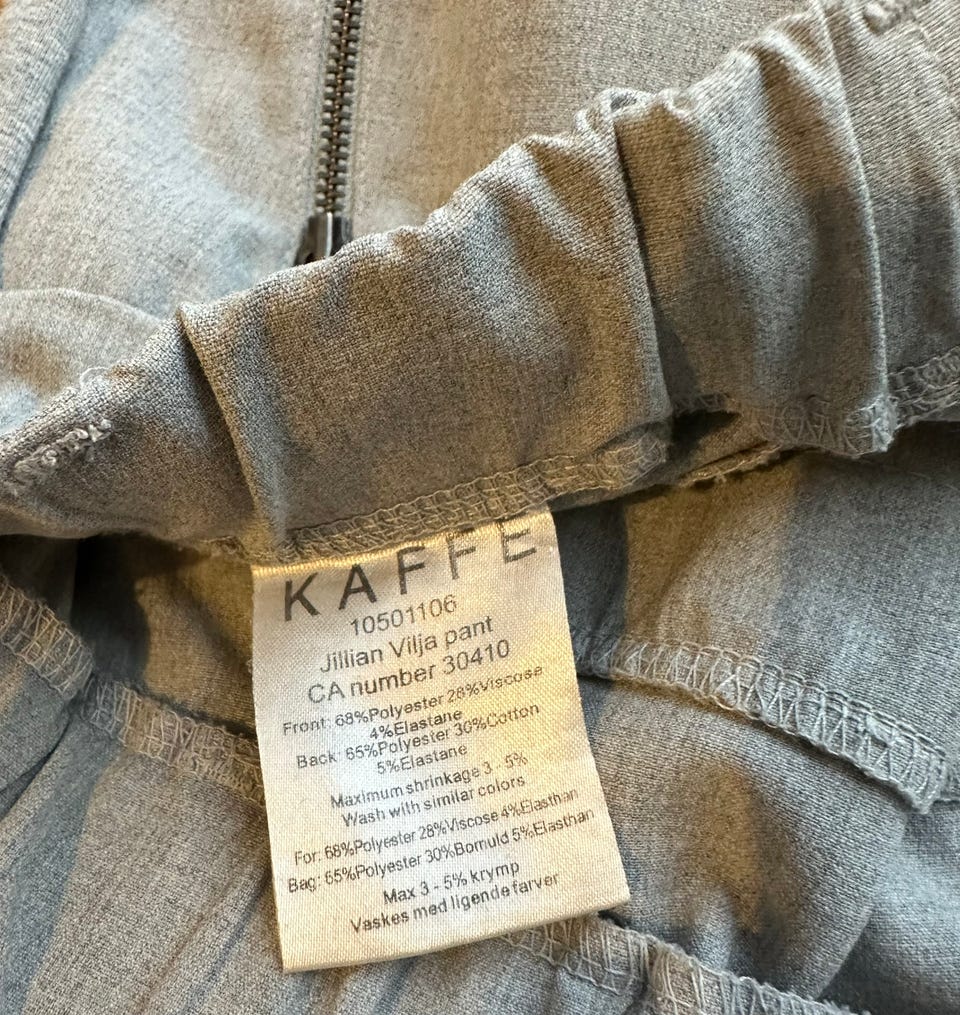 KAFFE
10501106
Jillian Vilja pant
CA number 30410
Front: 68%Polyester 28%Viscose
4%Elastane
Back: 65%Polyester 30%Cotton
5%Elastane
Maximum shrinkage 3 - 5%
Wash with similar colors
For: 68%Polyester 28%Viscose 4%Elasthan
Bag: 65%Polyester 30%Bomuld 5%Elasthan
Max 3 - 5% krymp
Vaskes med ligende farver